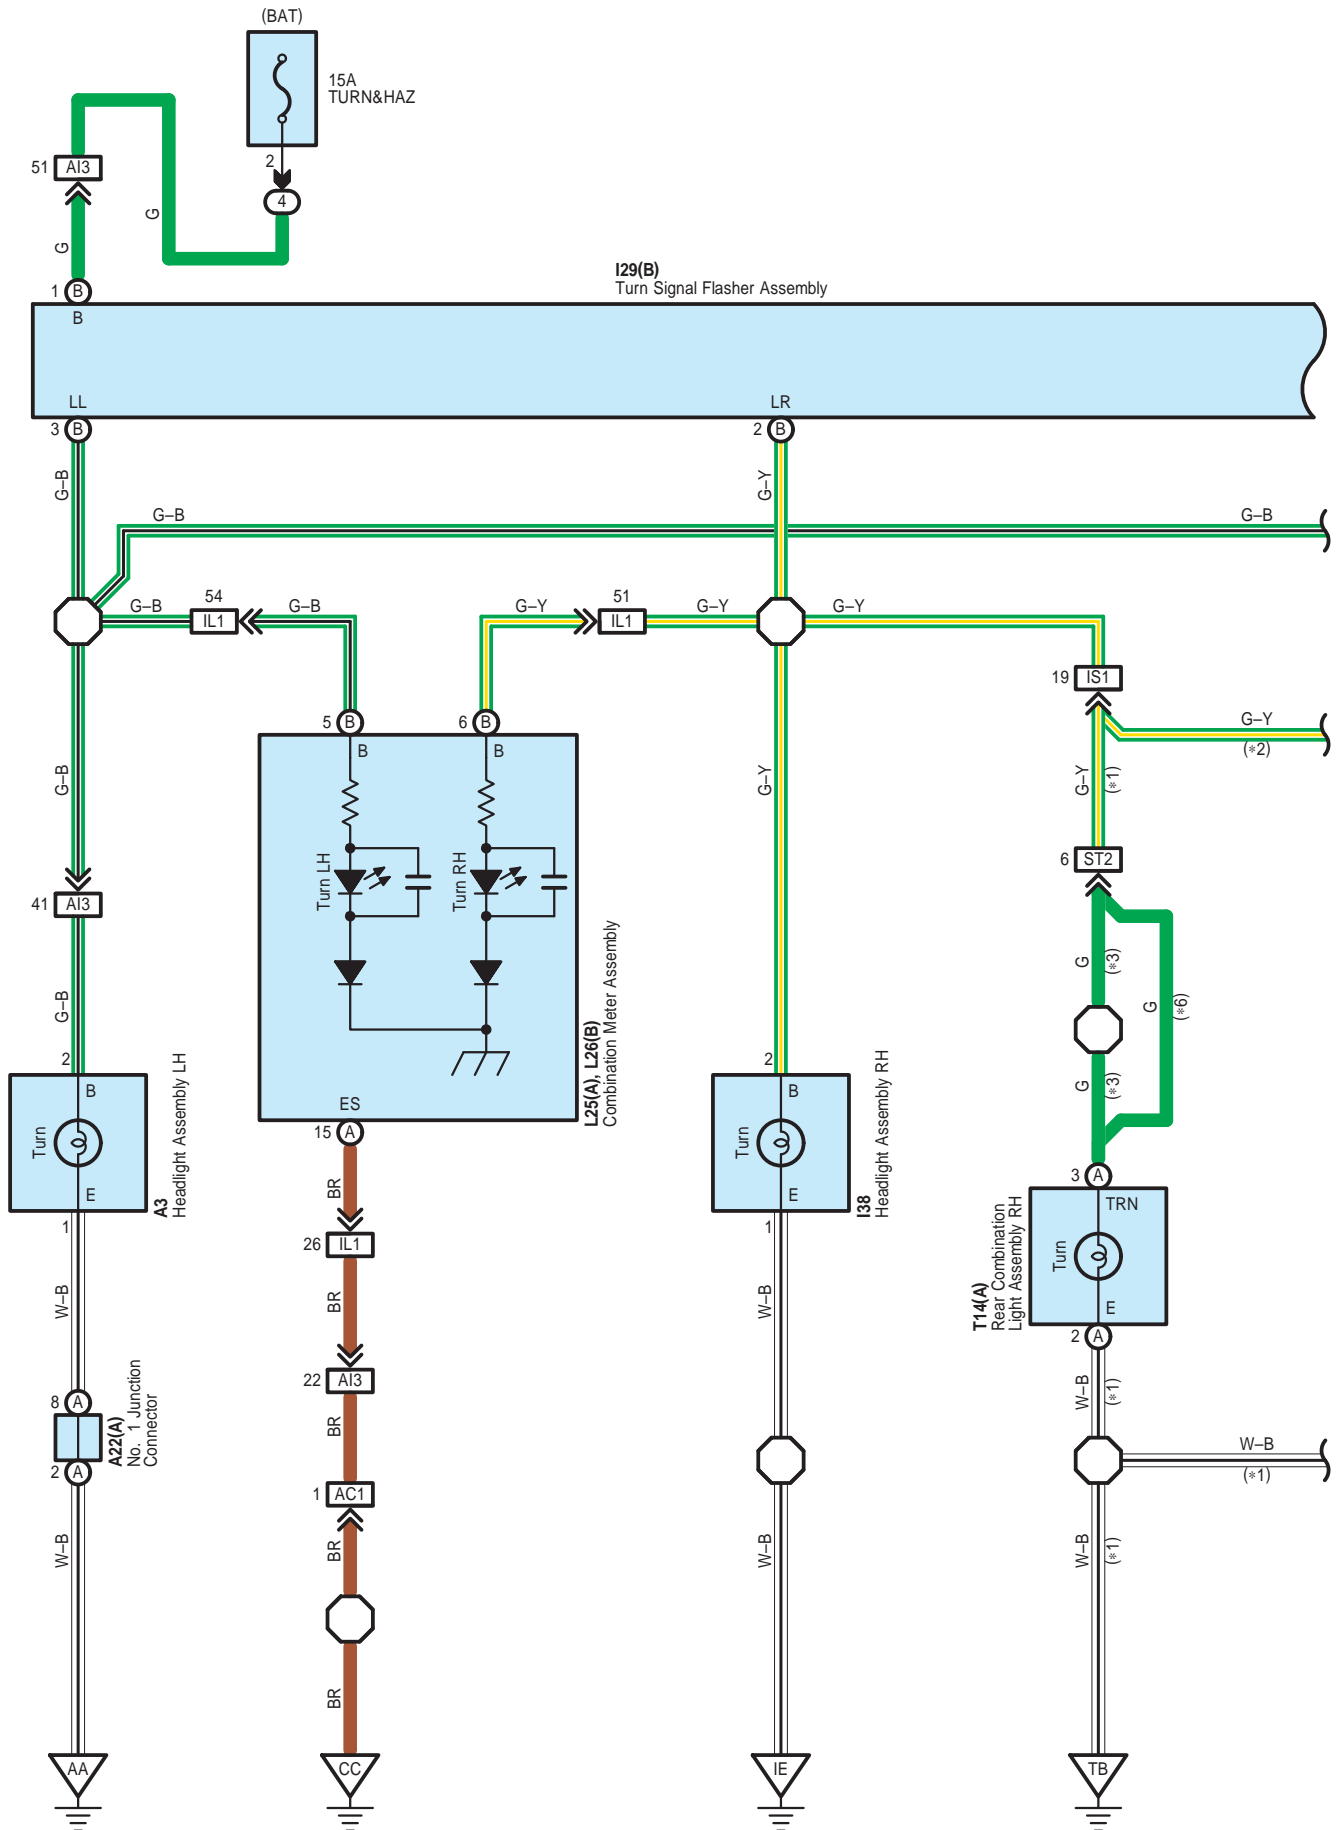 (BAT)
15A
TURN&HAZ
2
4
51 AI3
G
G
1 B
B
I29(B)
Turn Signal Flasher Assembly
LL
LR
3 B
2 B
G–B
G–Y
G–B
G–B
G–B
54
IL1
G–B
G–Y
51
IL1
G–Y
G–Y
19 IS1
G–Y
(*2)
5 B
6 B
B
B
G–B
G–Y
G–Y
(*1)
Turn LH
Turn RH
6 ST2
41 AI3
G–B
L25(A), L26(B)
Combination Meter Assembly
G
(*3)
G
(*6)
G
(*3)
2
B
Turn
E
1
A3
Headlight Assembly LH
ES
15 A
2
B
Turn
E
1
I38
Headlight Assembly RH
3 A
TRN
Turn
E
2 A
T14(A)
Rear Combination
Light Assembly RH
BR
26 IL1
BR
22 AI3
BR
1 AC1
BR
BR
W–B
8 A
A22(A)
No. 1 Junction
Connector
2 A
W–B
W–B
W–B
W–B
(*1)
W–B
(*1)
W–B
(*1)
AA
CC
IE
TB